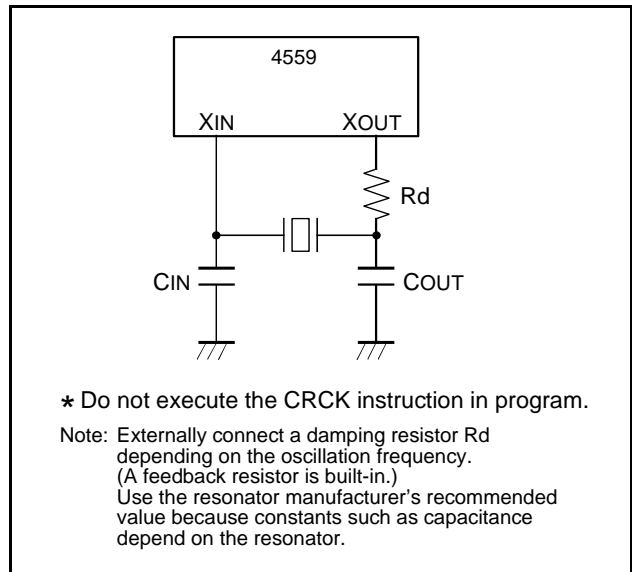 4559
XIN XOUT
Rd
CIN COUT
* Do not execute the CRCK instruction in program.
Note: Externally connect a damping resistor Rd
depending on the oscillation frequency.
(A feedback resistor is built-in.)
Use the resonator manufacturer's recommended
value because constants such as capacitance
depend on the resonator.